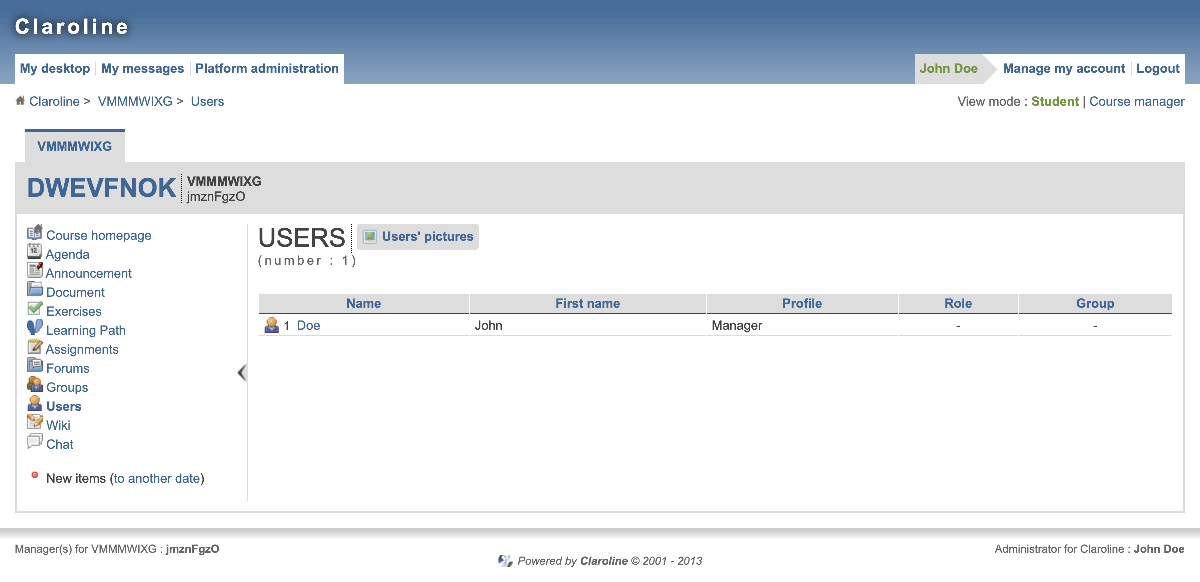 Claroline
My desktop My messages Platform administration John Doe Manage my account Logout
Claroline > VMMMWIXG > Users View mode : Student | Course manager
VMMMWIXG
DWEVFNOK VMMMWIXG
jmznFgzO
Course homepage
Agenda
Announcement
Document
Exercises
Learning Path
Assignments
Forums
Groups
Users
Wiki
Chat
New items (to another date)
USERS Users' pictures
(number : 1)
Name First name Profile Role Group
1 Doe John Manager - -
Manager(s) for VMMMWIXG : jmznFgzO
Powered by Claroline © 2001 - 2013
Administrator for Claroline : John Doe